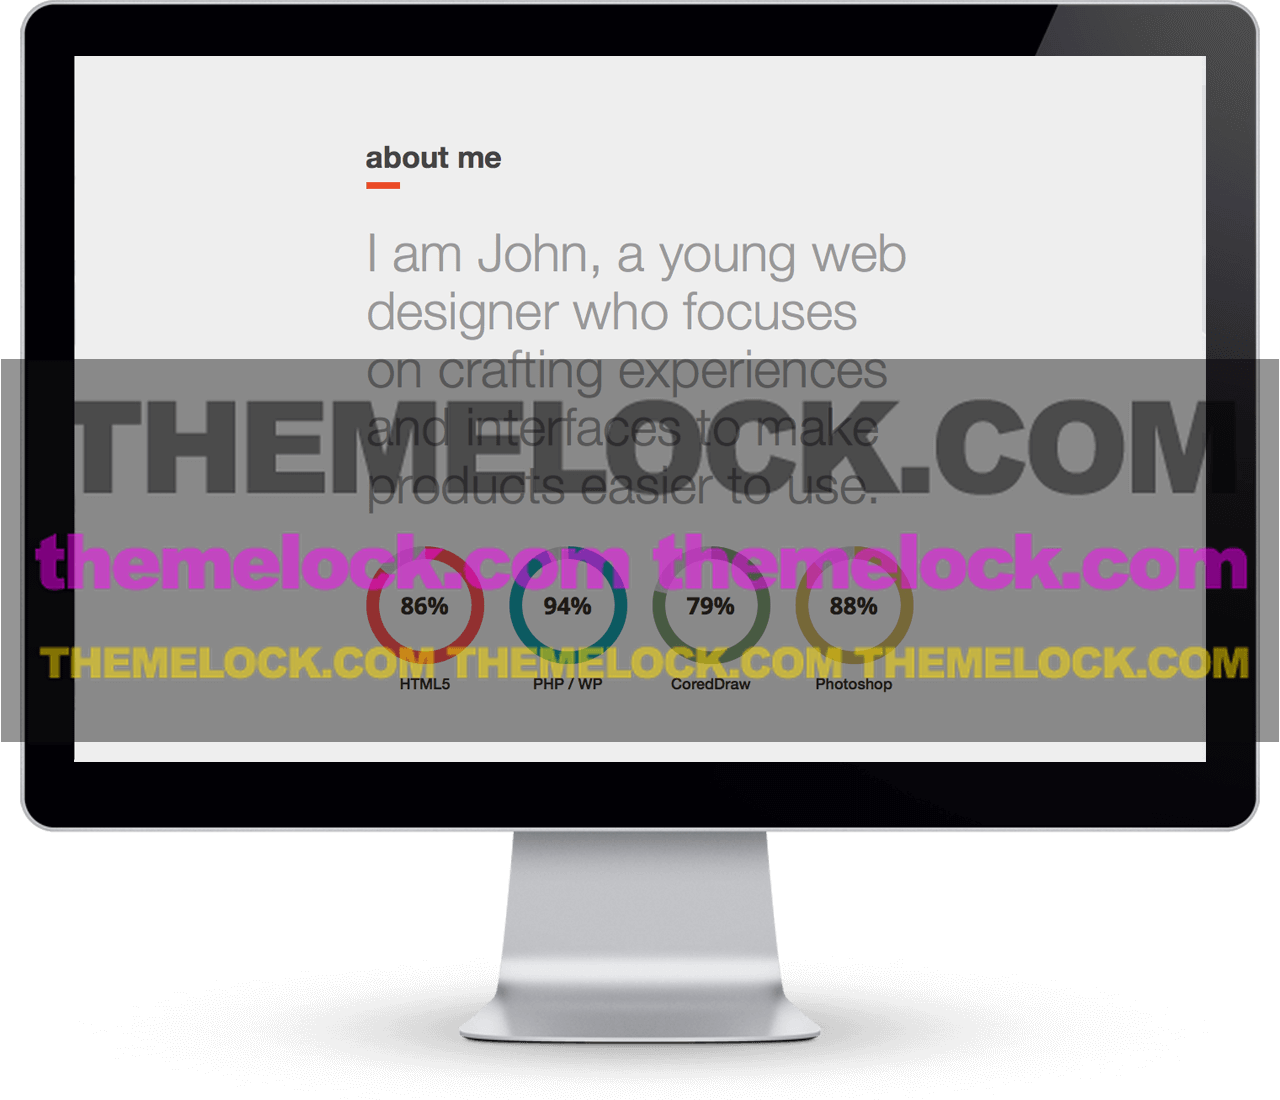 about me
I am John, a young web
designer who focuses
on crafting experiences
and interfaces to make
products easier to use.
THEMELOCK.COM
themelock.com themelock.com
86% 94% 79% 88%
THEMELOCK.COM THEMELOCK.COM THEMELOCK.COM
HTML5 PHP / WP CoredDraw Photoshop